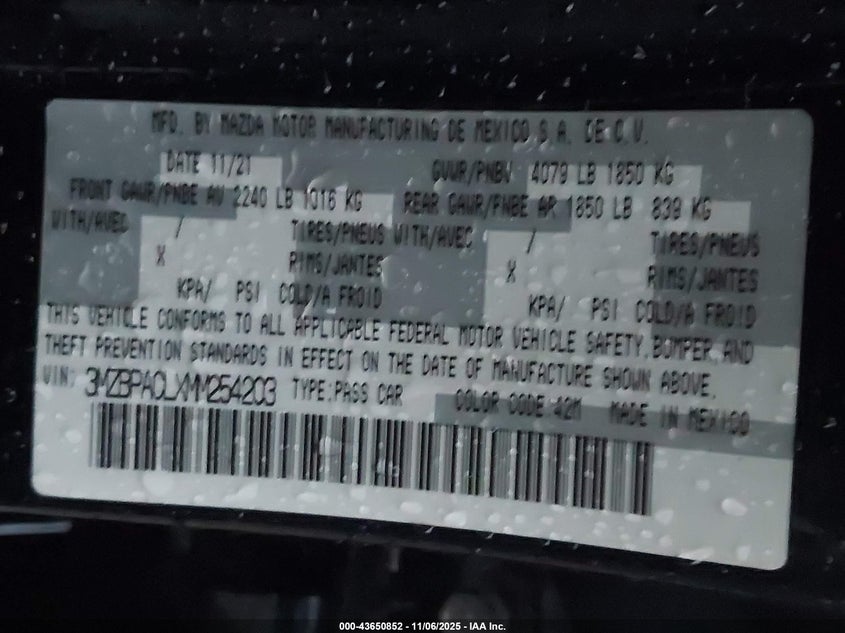 MFD. BY MAZDA MOTOR MANUFACTURING DE MEXICO S.A. DE C.V.
DATE 11/21 GVWR/PNBV 4079 LB 1850 KG
FRONT GAWR/PNBE AV 2240 LB 1016 KG REAR GAWR/PNBE AR 1850 LB 839 KG
WITH/AVEC / TIRES/PNEUS WITH/AVEC / TIRES/PNEUS
X RIMS/JANTES X RIMS/JANTES
KPA/ PSI COLD/A FROID KPA/ PSI COLD/A FROID
THIS VEHICLE CONFORMS TO ALL APPLICABLE FEDERAL MOTOR VEHICLE SAFETY, BUMPER, AND
THEFT PREVENTION STANDARDS IN EFFECT ON THE DATE OF MANUFACTURE SHOWN ABOVE.
VIN: 3MZBPACLXMM254203 TYPE:PASS CAR COLOR CODE:42M MADE IN MEXICO
000-43650852 - 11/06/2025 - IAA Inc.